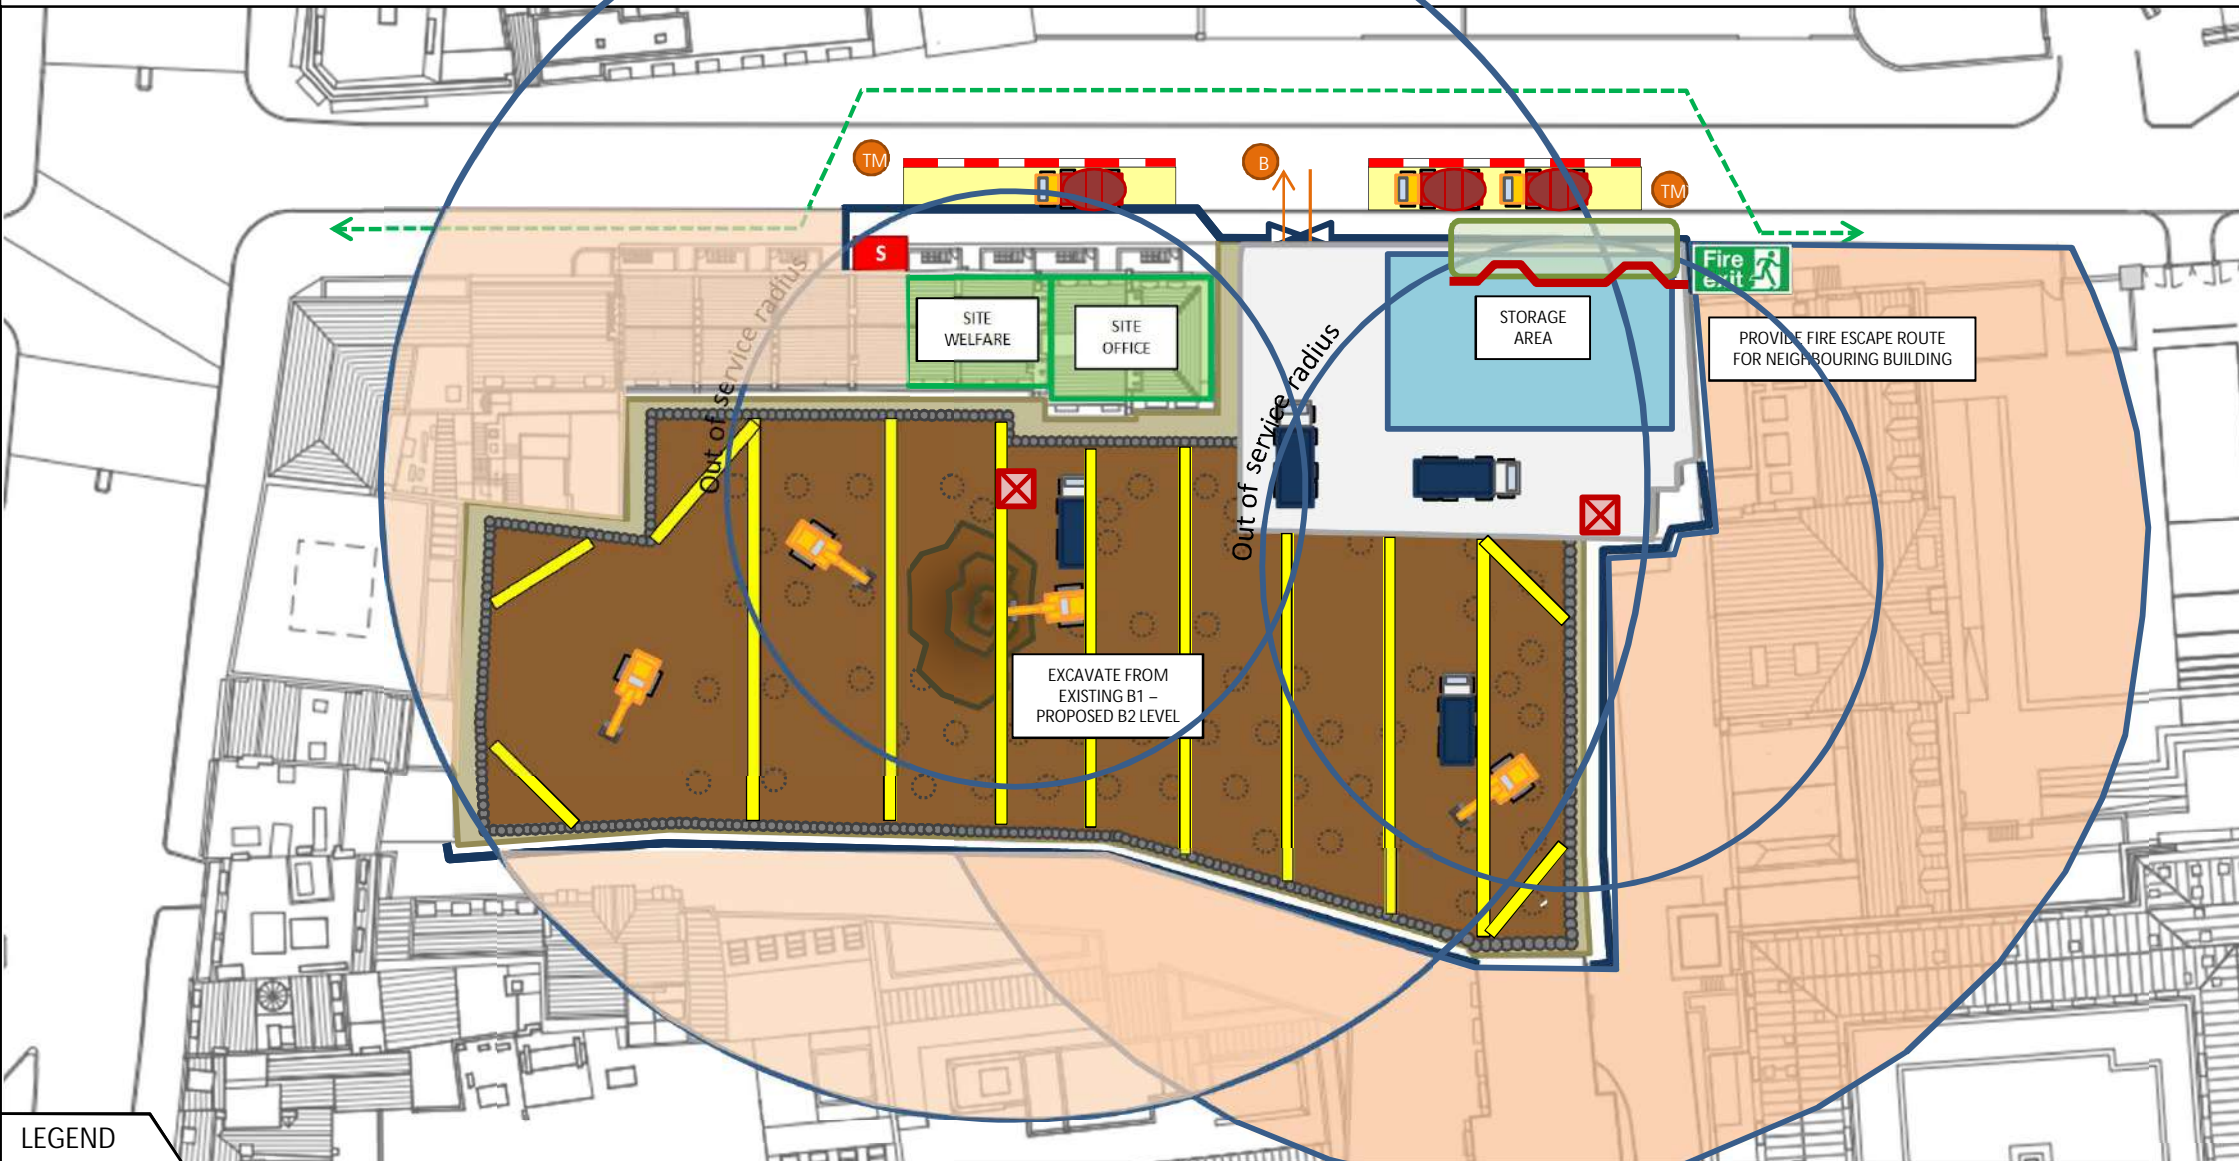 TM
B
TM
S
Fire
exit
SITE
WELFARE
SITE
OFFICE
STORAGE
AREA
PROVIDE FIRE ESCAPE ROUTE
FOR NEIGHBOURING BUILDING
Out of service radius
Out of service radius
EXCAVATE FROM
EXISTING B1 –
PROPOSED B2 LEVEL
LEGEND